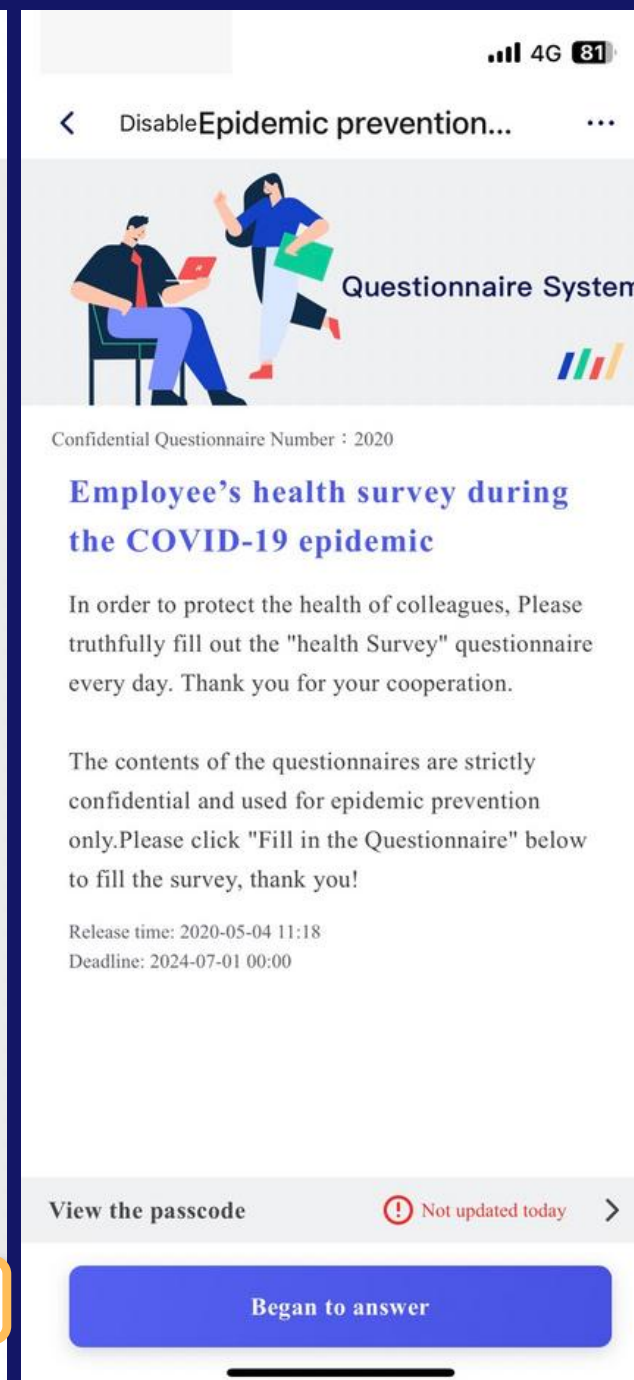 4G 81
DisableEpidemic prevention...
Questionnaire System
Confidential Questionnaire Number：2020
Employee’s health survey during
the COVID-19 epidemic
In order to protect the health of colleagues, Please
truthfully fill out the "health Survey" questionnaire
every day. Thank you for your cooperation.
The contents of the questionnaires are strictly
confidential and used for epidemic prevention
only.Please click "Fill in the Questionnaire" below
to fill the survey, thank you!
Release time: 2020-05-04 11:18
Deadline: 2024-07-01 00:00
View the passcode
Not updated today
Began to answer